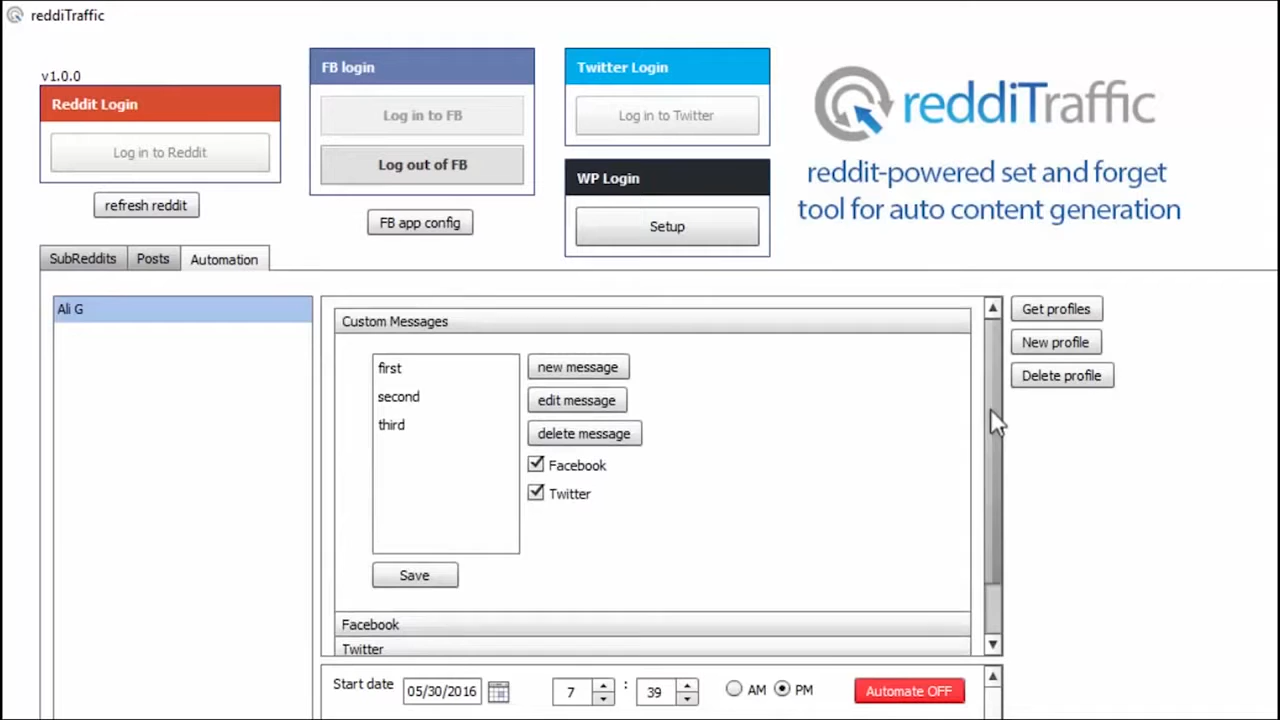 reddiTraffic
v1.0.0
Reddit Login
Log in to Reddit
refresh reddit
FB login
Log in to FB
Log out of FB
FB app config
Twitter Login
Log in to Twitter
WP Login
Setup
reddiTraffic
reddit-powered set and forget
tool for auto content generation
SubReddits
Posts
Automation
Ali G
Custom Messages
first
second
third
new message
edit message
delete message
Facebook
Twitter
Save
Facebook
Twitter
Get profiles
New profile
Delete profile
Start date
05/30/2016
7
:
39
AM
PM
Automate OFF